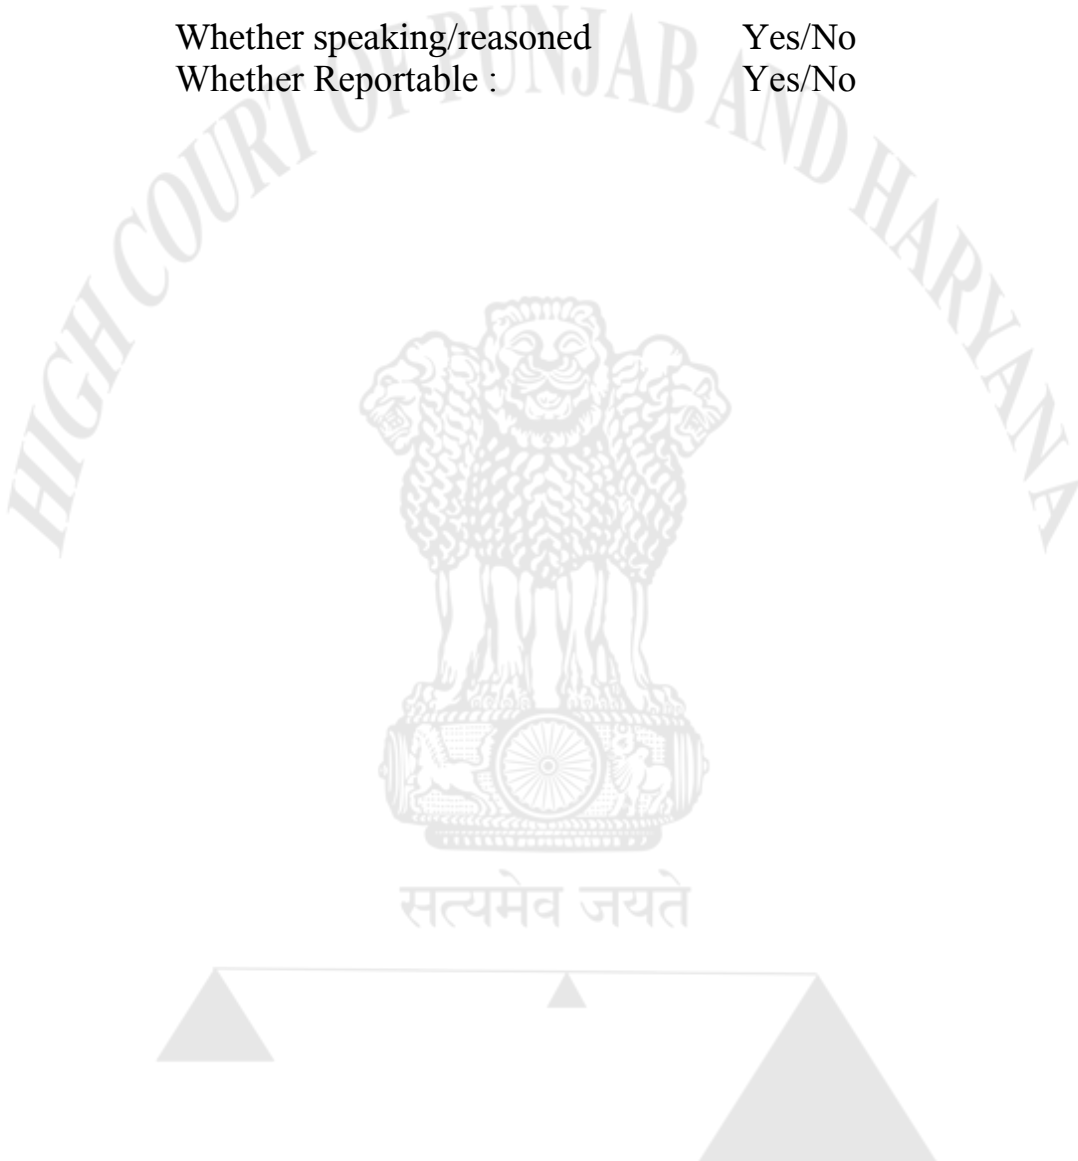 Whether speaking/reasoned Yes/No
Whether Reportable : Yes/No
HIGH COURT OF PUNJAB AND HARYANA
सत्यमेव जयते